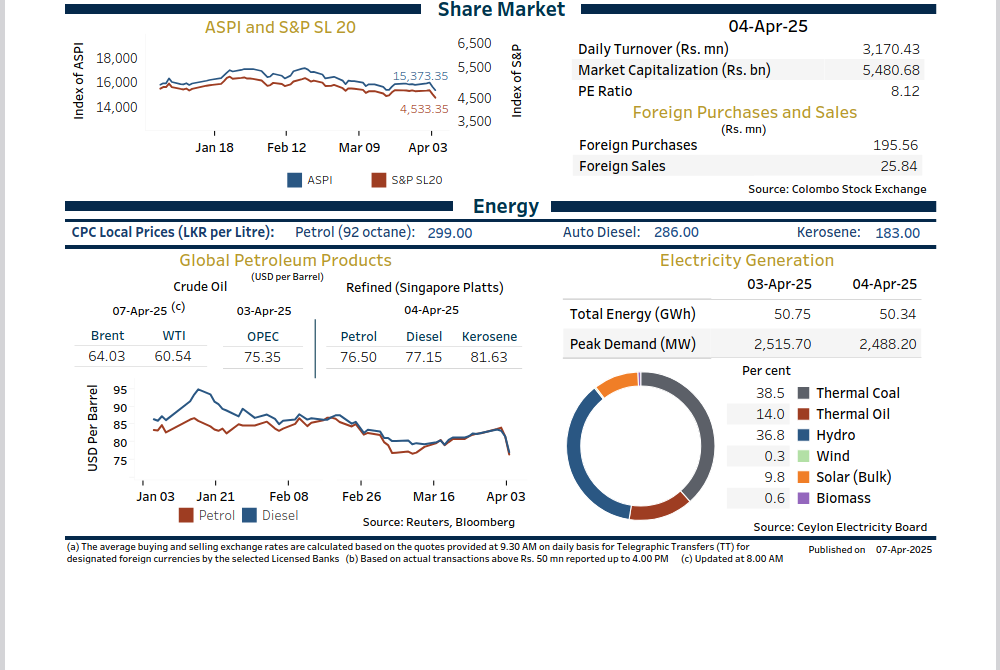 Share Market
ASPI and S&P SL 20
Index of ASPI
18,000
16,000
14,000
6,500
5,500
4,500
3,500
Index of S&P
15,373.35
4,533.35
Jan 18 Feb 12 Mar 09 Apr 03
ASPI S&P SL20
04-Apr-25
Daily Turnover (Rs. mn) 3,170.43
Market Capitalization (Rs. bn) 5,480.68
PE Ratio 8.12
Foreign Purchases and Sales
(Rs. mn)
Foreign Purchases 195.56
Foreign Sales 25.84
Source: Colombo Stock Exchange
Energy
CPC Local Prices (LKR per Litre): Petrol (92 octane): 299.00 Auto Diesel: 286.00 Kerosene: 183.00
Global Petroleum Products
(USD per Barrel)
Crude Oil Refined (Singapore Platts)
07-Apr-25 (c) 03-Apr-25 04-Apr-25
Brent WTI OPEC Petrol Diesel Kerosene
64.03 60.54 75.35 76.50 77.15 81.63
USD Per Barrel
95
90
85
80
75
Jan 03 Jan 21 Feb 08 Feb 26 Mar 16 Apr 03
Petrol Diesel
Source: Reuters, Bloomberg
Electricity Generation
03-Apr-25 04-Apr-25
Total Energy (GWh) 50.75 50.34
Peak Demand (MW) 2,515.70 2,488.20
Per cent
38.5 Thermal Coal
14.0 Thermal Oil
36.8 Hydro
0.3 Wind
9.8 Solar (Bulk)
0.6 Biomass
Source: Ceylon Electricity Board
(a) The average buying and selling exchange rates are calculated based on the quotes provided at 9.30 AM on daily basis for Telegraphic Transfers (TT) for
designated foreign currencies by the selected Licensed Banks (b) Based on actual transactions above Rs. 50 mn reported up to 4.00 PM (c) Updated at 8.00 AM
Published on 07-Apr-2025